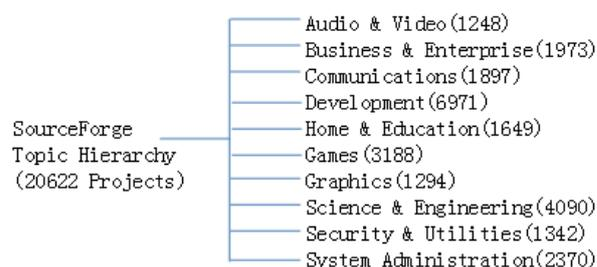 SourceForge
Topic Hierarchy
(20622 Projects)
Audio & Video(1248)
Business & Enterprise(1973)
Communications(1897)
Development(6971)
Home & Education(1649)
Games(3188)
Graphics(1294)
Science & Engineering(4090)
Security & Utilities(1342)
System Administration(2370)